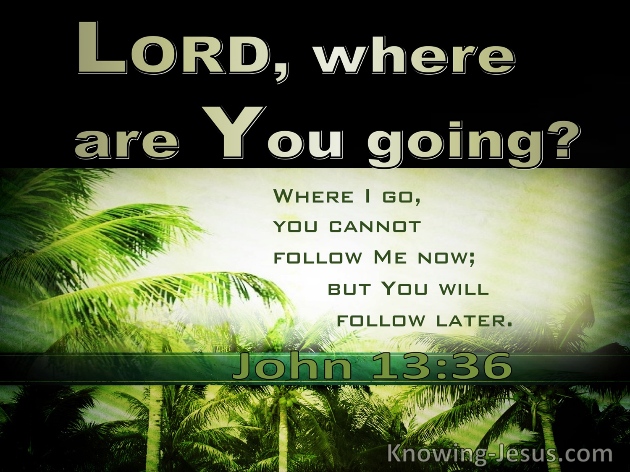 LORD, where
are You going?
WHERE I GO,
YOU CANNOT
FOLLOW ME NOW;
BUT YOU WILL
FOLLOW LATER.
John 13:36
Knowing-Jesus.com